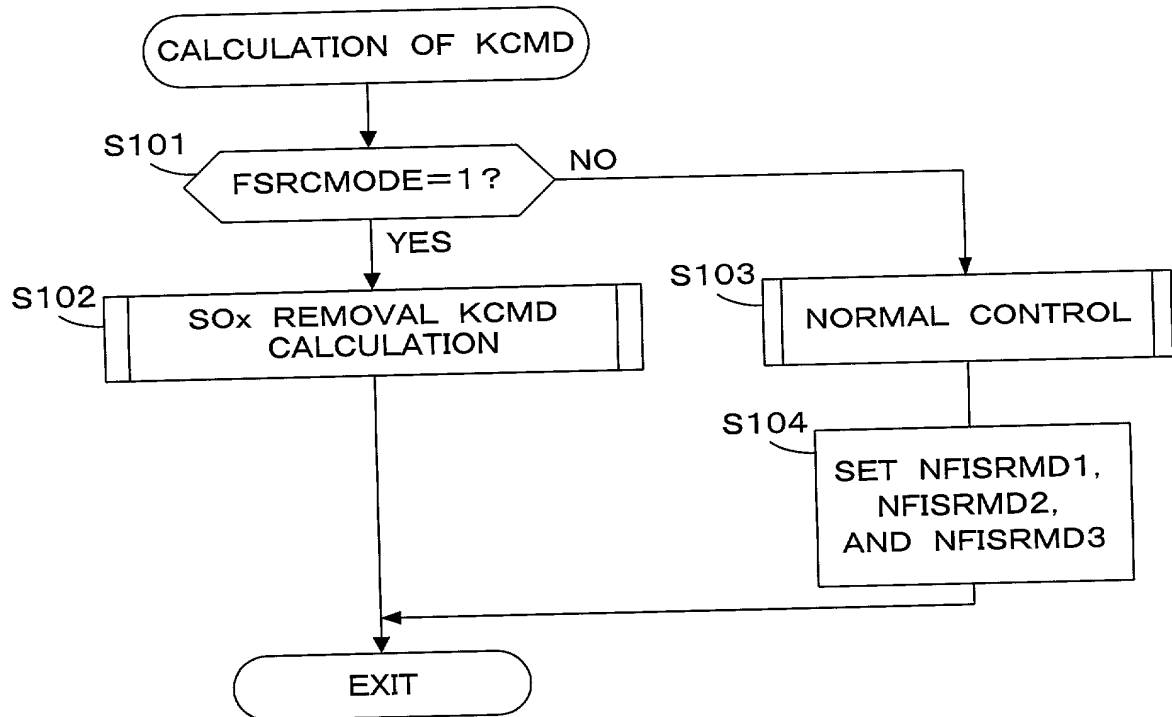 CALCULATION OF KCMD
S101
FSRCMODE=1?
NO
YES
S102
SOx REMOVAL KCMD
CALCULATION
S103
NORMAL CONTROL
S104
SET NFISRMD1,
NFISRMD2,
AND NFISRMD3
EXIT